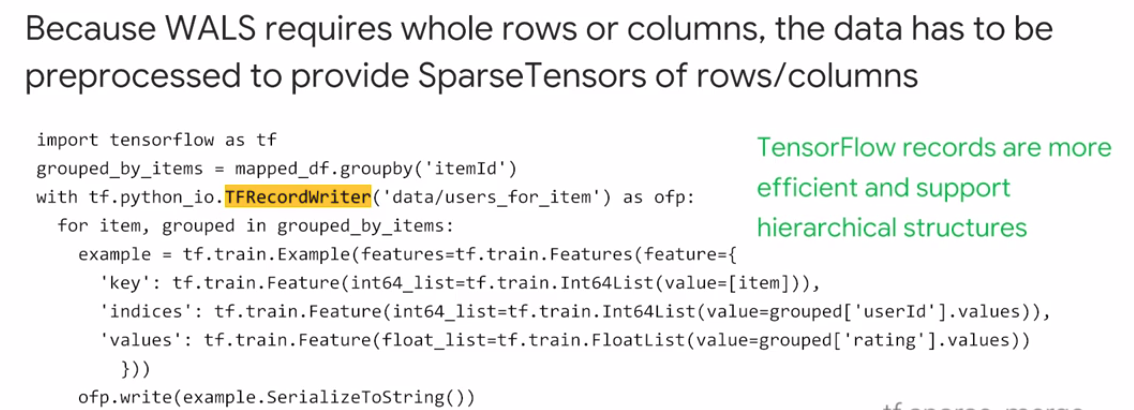 Because WALS requires whole rows or columns, the data has to be
preprocessed to provide SparseTensors of rows/columns
import tensorflow as tf
grouped_by_items = mapped_df.groupby('itemId')
with tf.python_io.TFRecordWriter('data/users_for_item') as ofp:
for item, grouped in grouped_by_items:
example = tf.train.Example(features=tf.train.Features(feature={
'key': tf.train.Feature(int64_list=tf.train.Int64List(value=[item])),
'indices': tf.train.Feature(int64_list=tf.train.Int64List(value=grouped['userId'].values)),
'values': tf.train.Feature(float_list=tf.train.FloatList(value=grouped['rating'].values))
}))
ofp.write(example.SerializeToString())
TensorFlow records are more
efficient and support
hierarchical structures